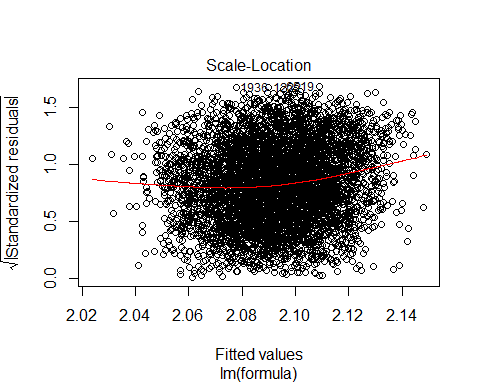 Scale-Location
√|Standardized residuals|
1.5
1.0
0.5
0.0
2.02 2.04 2.06 2.08 2.10 2.12 2.14
Fitted values
lm(formula)